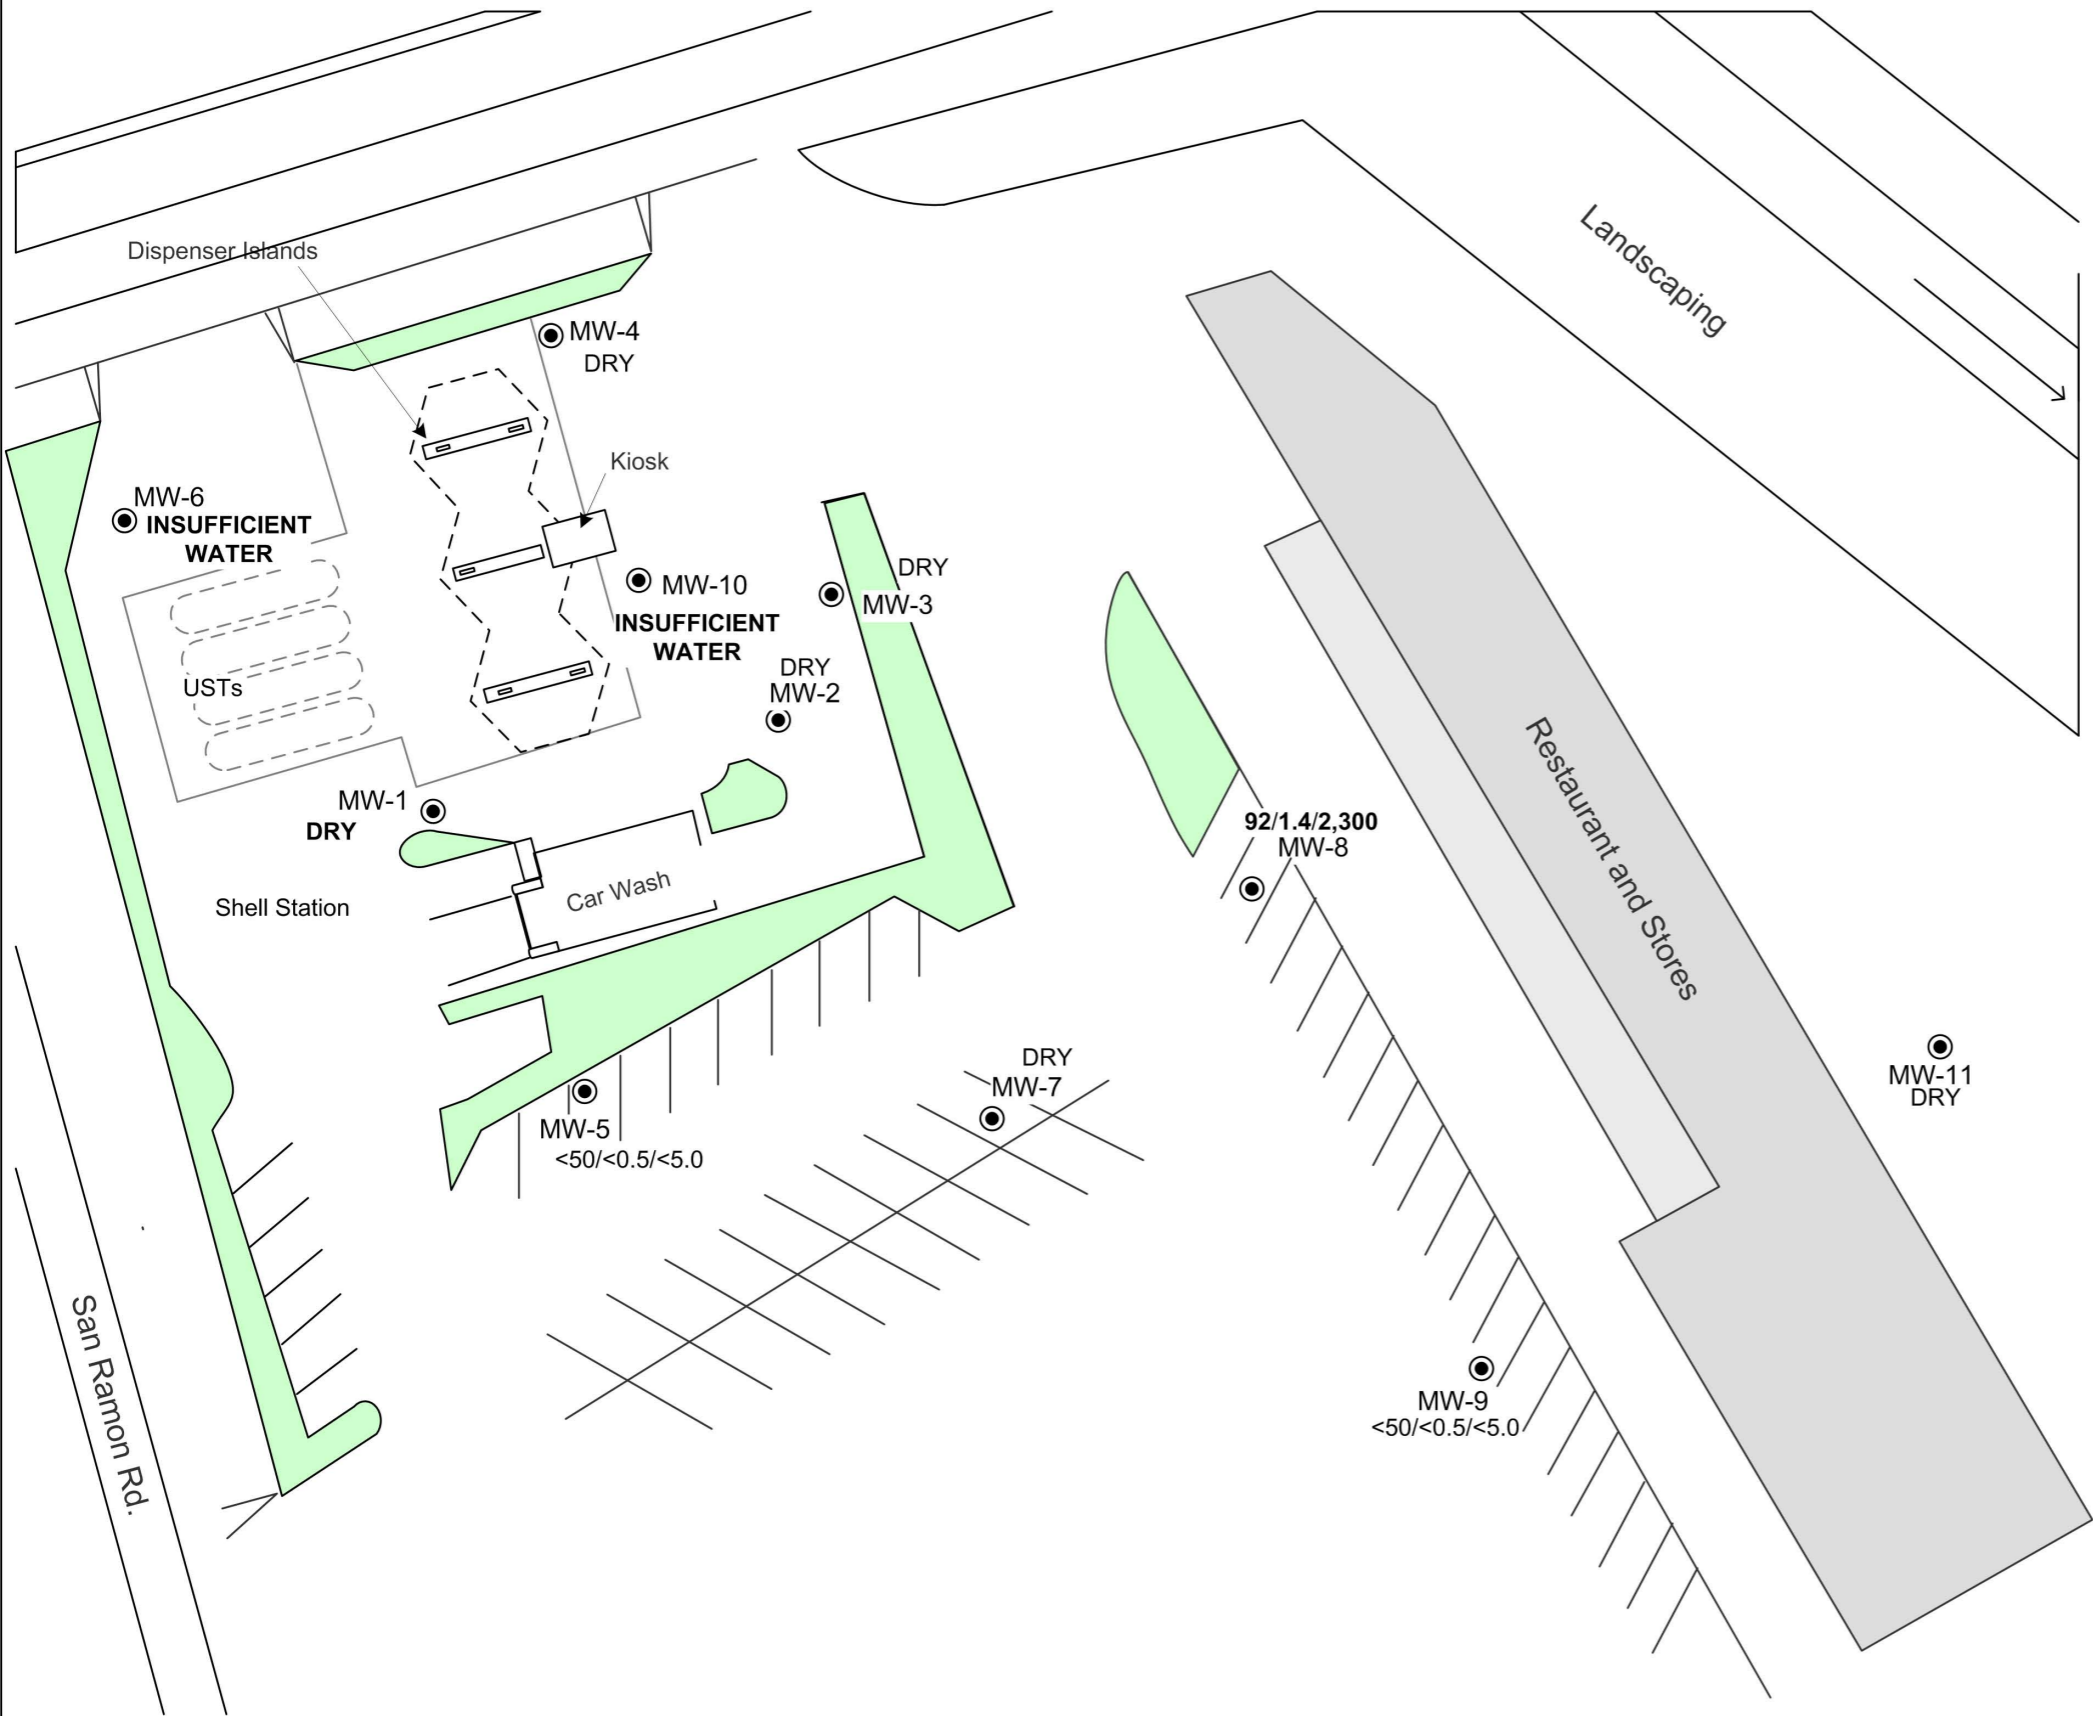 Landscaping
Dispenser Islands
MW-4
DRY
Kiosk
MW-6
INSUFFICIENT
WATER
MW-10
INSUFFICIENT
WATER
DRY
MW-3
DRY
MW-2
USTs
MW-1
DRY
92/1.4/2,300
MW-8
Restaurant and Stores
Car Wash
Shell Station
DRY
MW-7
MW-11
DRY
MW-5
<50/<0.5/<5.0
San Ramon Rd.
MW-9
<50/<0.5/<5.0